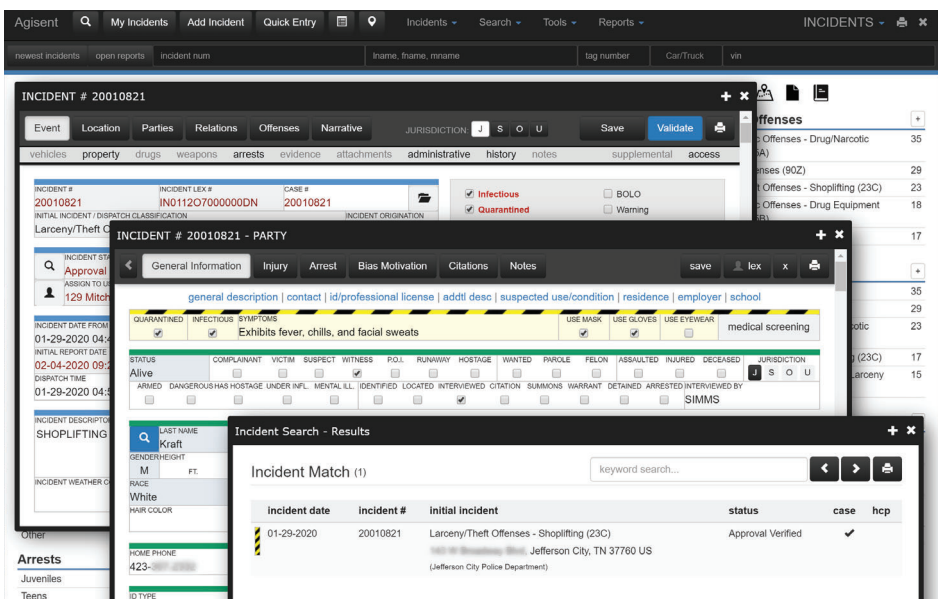 Agisent My Incidents Add Incident Quick Entry Incidents Search Tools Reports INCIDENTS
newest incidents open reports incident num lname, fname, mname tag number Car/Truck vin
INCIDENT # 20010821
Event Location Parties Relations Offenses Narrative JURISDICTION: J S O U Save Validate
vehicles property drugs weapons arrests evidence attachments administrative history notes supplemental access
INCIDENT # INCIDENT LEX # CASE #
20010821 IN0112O7000000DN 20010821
INITIAL INCIDENT / DISPATCH CLASSIFICATION INCIDENT ORIGINATION
Larceny/Theft O
Infectious BOLO
Quarantined Warning
INCIDENT STA
Approval
ASSIGN TO US
129 Mitch
INCIDENT DATE FROM
01-29-2020 04:4
INITIAL REPORT DATE
02-04-2020 09:2
DISPATCH TIME
01-29-2020 04:5
INCIDENT DESCRIPTO
SHOPLIFTING
INCIDENT WEATHER CO
Other
Arrests
Juveniles
Teens
ffenses +
Offenses - Drug/Narcotic 35
5A)
enses (90Z) 29
t Offenses - Shoplifting (23C) 23
Offenses - Drug Equipment 18
17
+
35
29
cotic 23
(23C) 17
Larceny 15
INCIDENT # 20010821 - PARTY
General Information Injury Arrest Bias Motivation Citations Notes save lex x
general description | contact | id/professional license | addtl desc | suspected use/condition | residence | employer | school
QUARANTINED INFECTIOUS SYMPTOMS USE MASK USE GLOVES USE EYEWEAR medical screening
Exhibits fever, chills, and facial sweats
STATUS COMPLAINANT VICTIM SUSPECT WITNESS P.O.I. RUNAWAY HOSTAGE WANTED PAROLE FELON ASSAULTED INJURED DECEASED JURISDICTION
Alive J S O U
ARMED DANGEROUS HAS HOSTAGE UNDER INFL. MENTAL ILL. IDENTIFIED LOCATED INTERVIEWED CITATION SUMMONS WARRANT DETAINED ARRESTED INTERVIEWED BY
SIMMS
LAST NAME
Kraft
GENDER HEIGHT
M FT.
RACE
White
HAIR COLOR
HOME PHONE
423-
ID TYPE
Incident Search - Results
Incident Match (1) keyword search...
incident date incident # initial incident status case hcp
01-29-2020 20010821 Larceny/Theft Offenses - Shoplifting (23C) Approval Verified
Jefferson City, TN 37760 US
(Jefferson City Police Department)